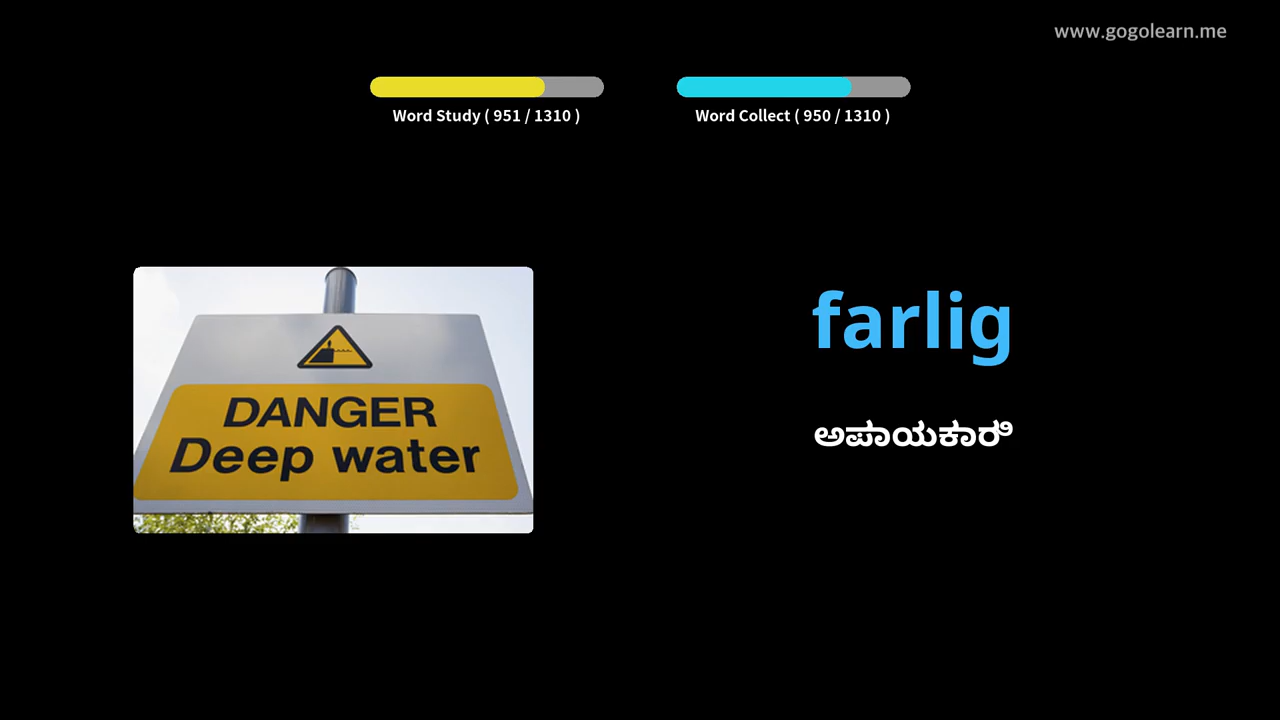 www.gogolearn.me
Word Study ( 951 / 1310 )
Word Collect ( 950 / 1310 )
DANGER
Deep water
farlig
ಅಪಾಯಕಾರಿ